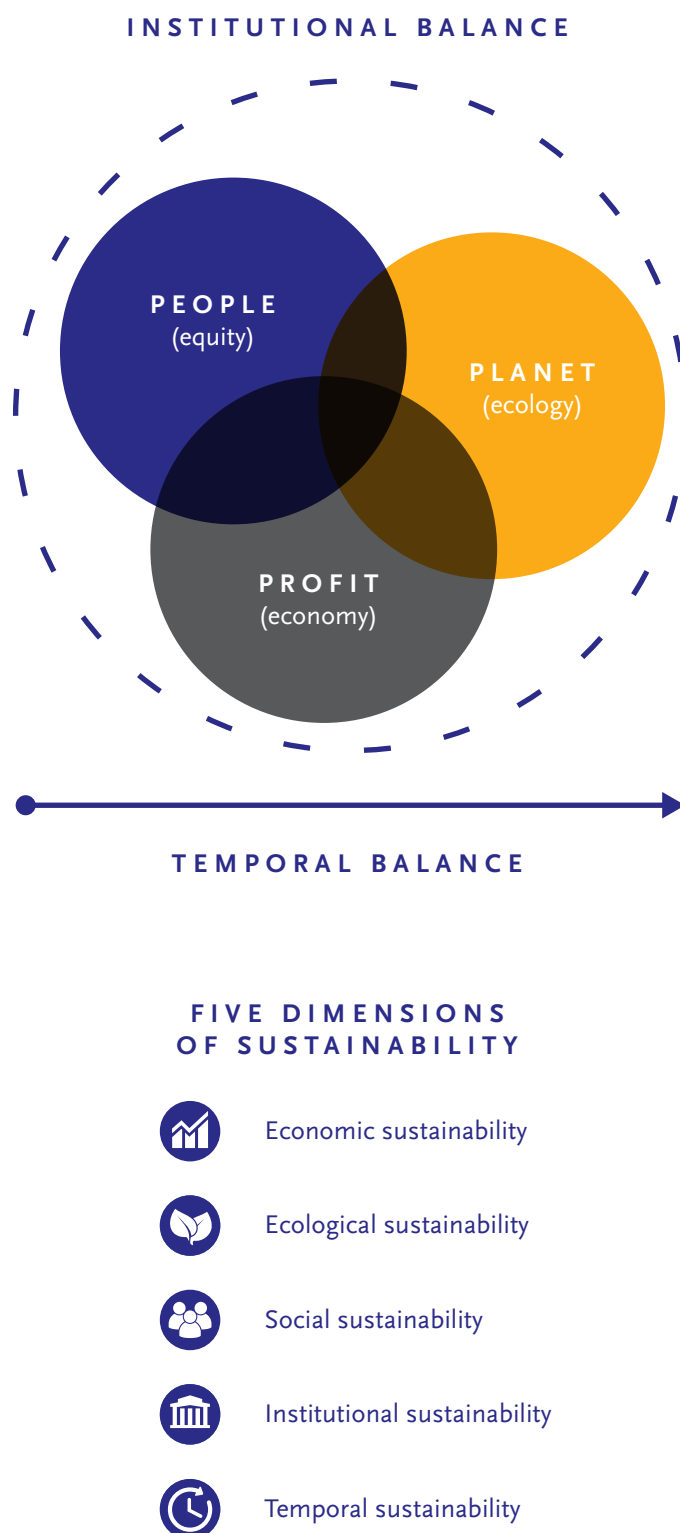 INSTITUTIONAL BALANCE
PEOPLE
(equity)
PLANET
(ecology)
PROFIT
(economy)
TEMPORAL BALANCE
FIVE DIMENSIONS
OF SUSTAINABILITY
Economic sustainability
Ecological sustainability
Social sustainability
Institutional sustainability
Temporal sustainability